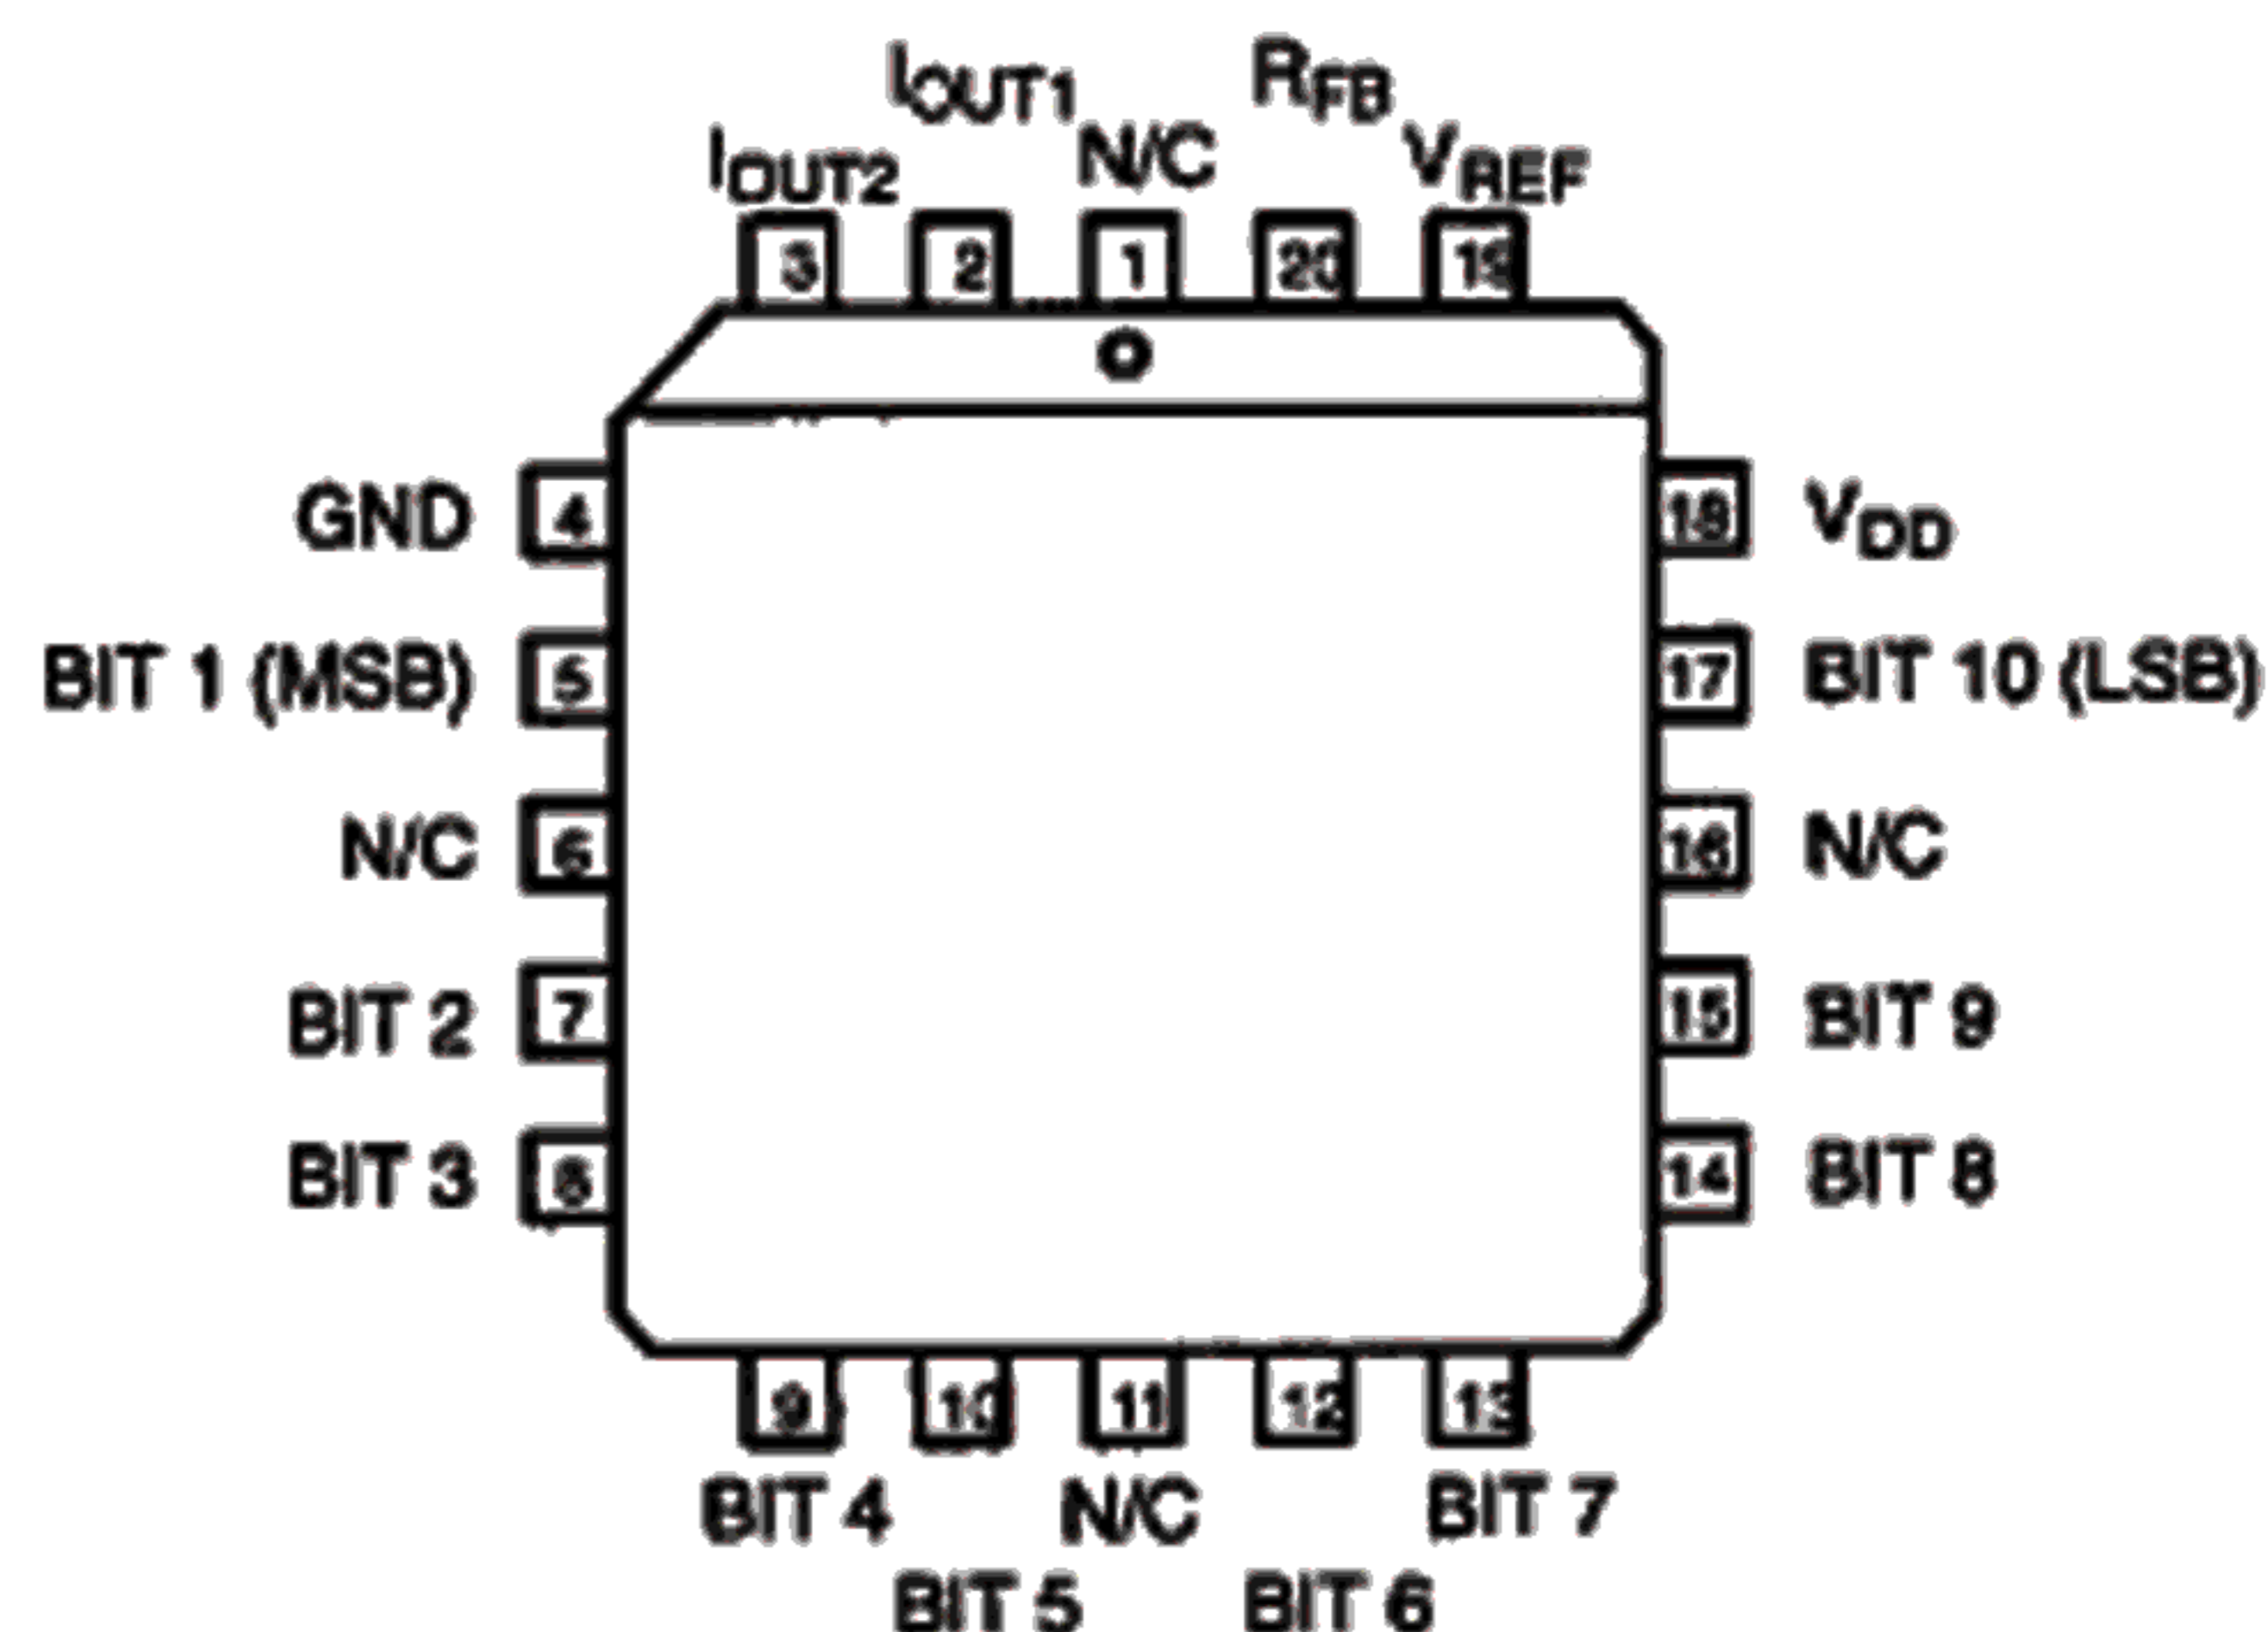 IOUT1 RFB
IOUT2 N/C VREF
3 2 1 20 19
GND 4 18 VDD
BIT 1 (MSB) 5 17 BIT 10 (LSB)
N/C 6 16 N/C
BIT 2 7 15 BIT 9
BIT 3 8 14 BIT 8
9 10 11 12 13
BIT 4 N/C BIT 7
BIT 5 BIT 6